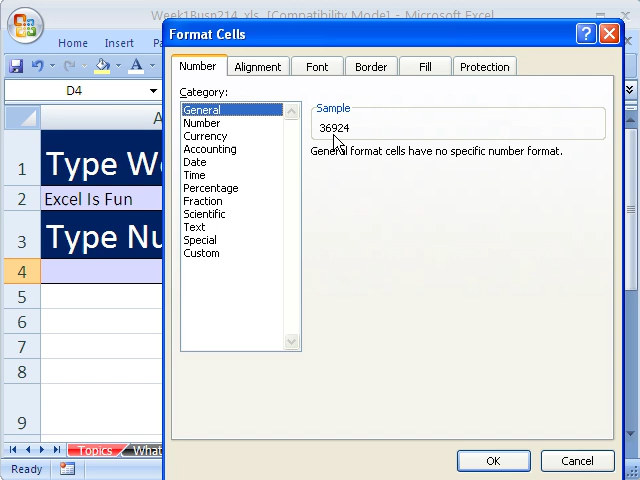 Week1Busn214_.xls [Compatibility Mode] - Microsoft Excel
Format Cells
Home Insert
Number Alignment Font Border Fill Protection
D4
Category:
General
Number
Currency
Accounting
Date
Time
Percentage
Fraction
Scientific
Text
Special
Custom
Sample
36924
General format cells have no specific number format.
A
1 Type W
2 Excel Is Fun
3 Type Nu
4
5
6
7
8
9
Topics What
Ready
OK Cancel